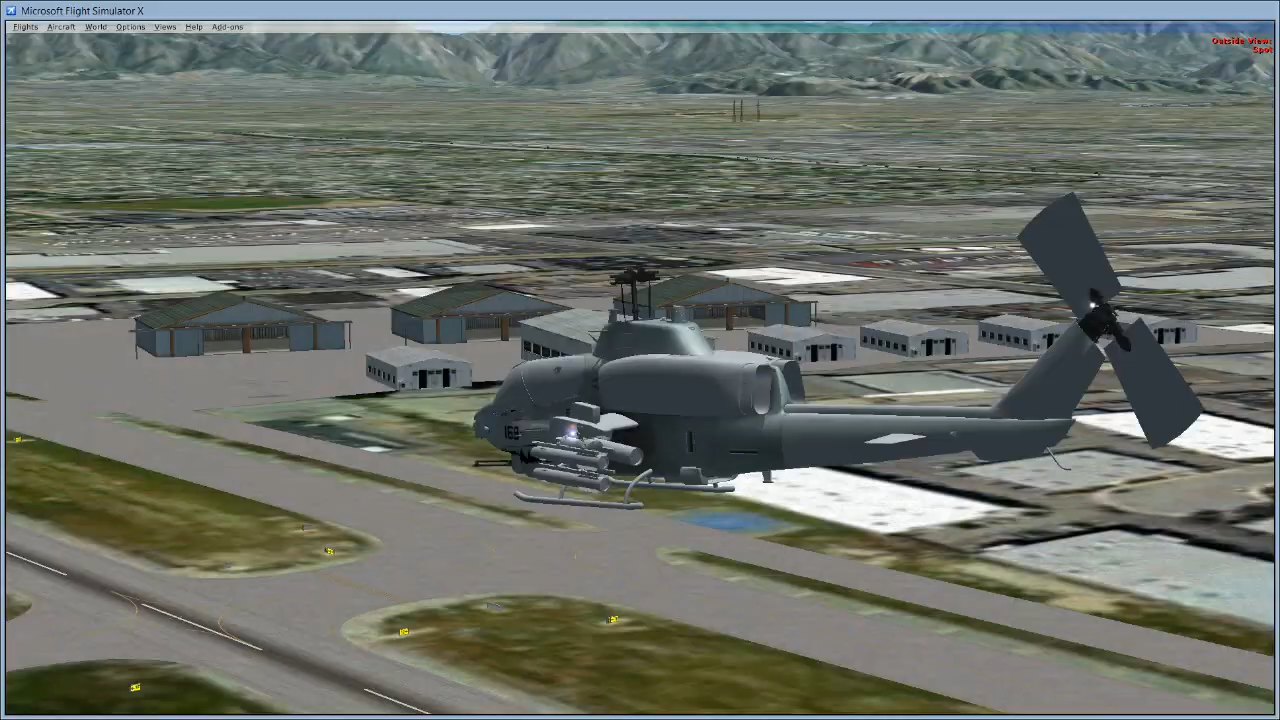 Microsoft Flight Simulator X
Flights Aircraft World Options Views Help Add-ons
Outside View:
Spot